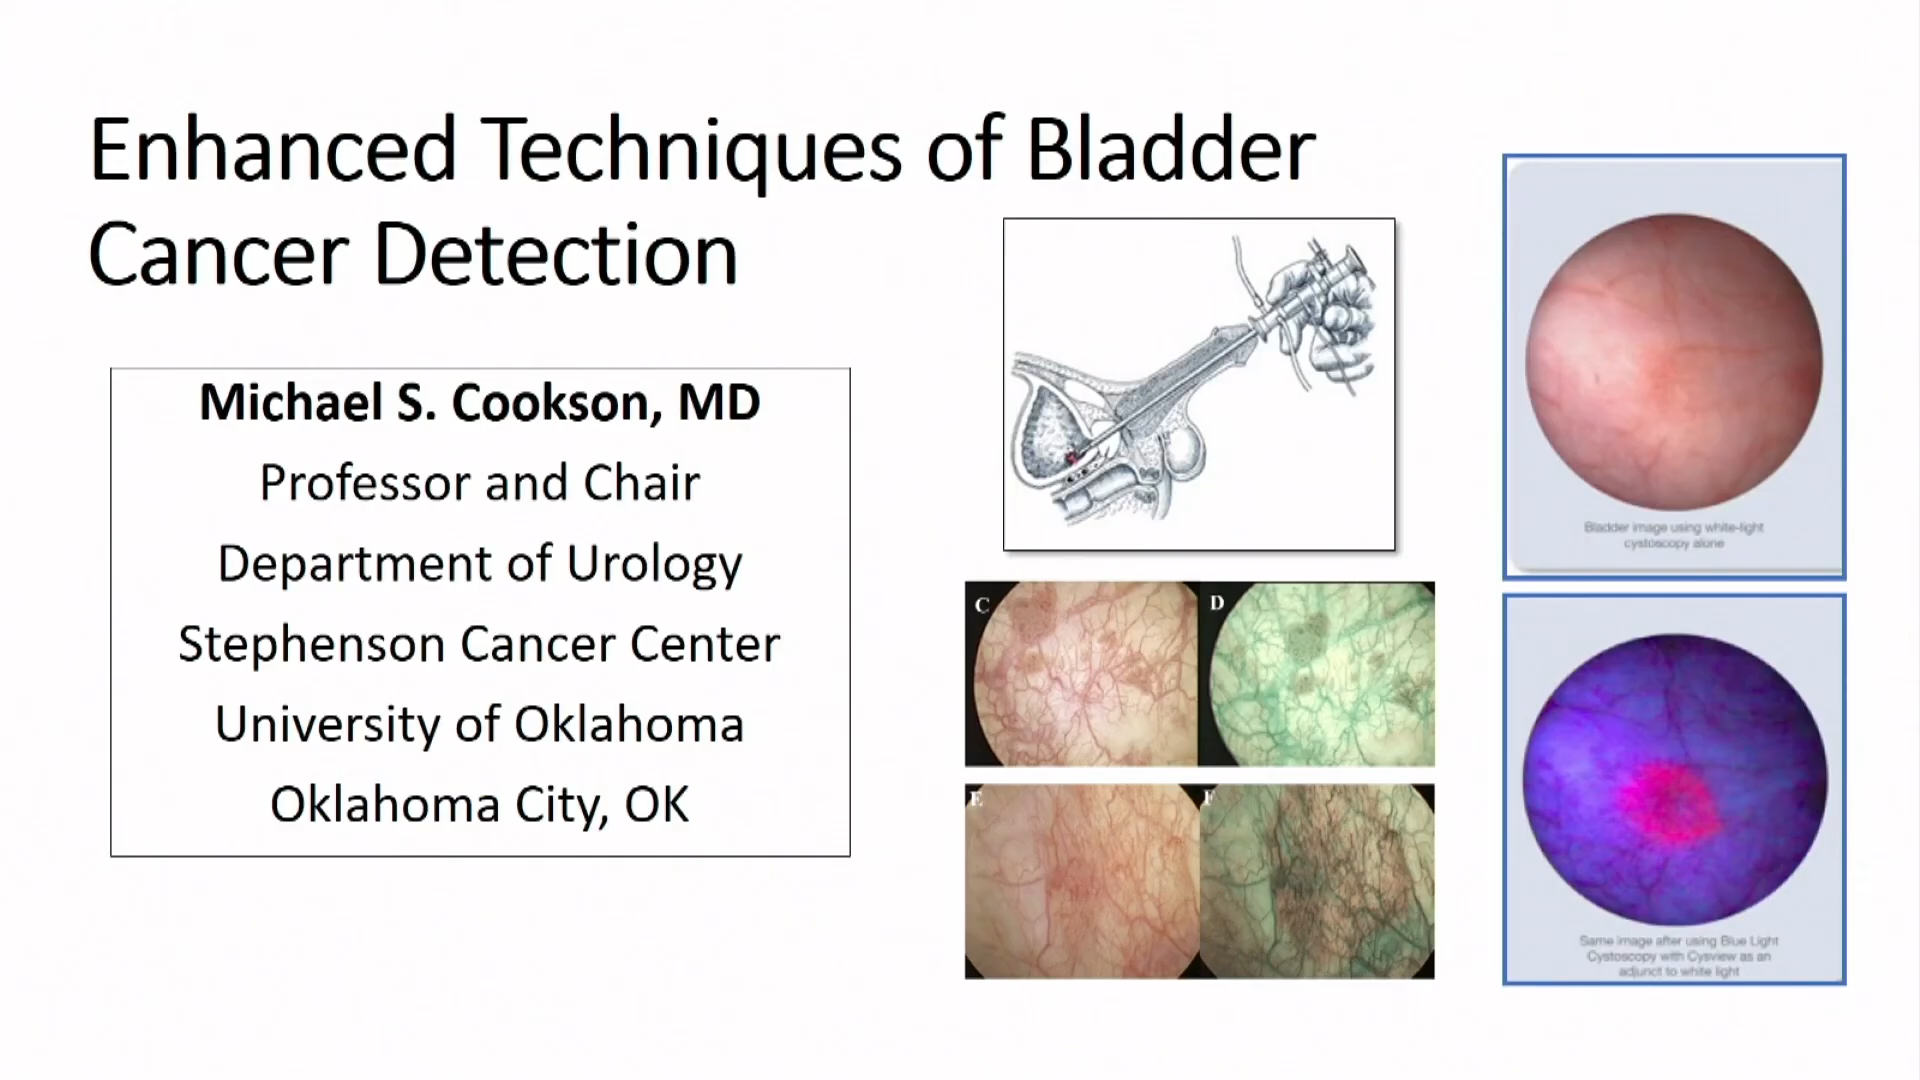 Enhanced Techniques of Bladder
Cancer Detection
Michael S. Cookson, MD
Professor and Chair
Department of Urology
Stephenson Cancer Center
University of Oklahoma
Oklahoma City, OK
C
D
E
F
Bladder image using white-light
cystoscopy alone
Same image after using Blue Light
Cystoscopy with Cysview as an
adjunct to white light